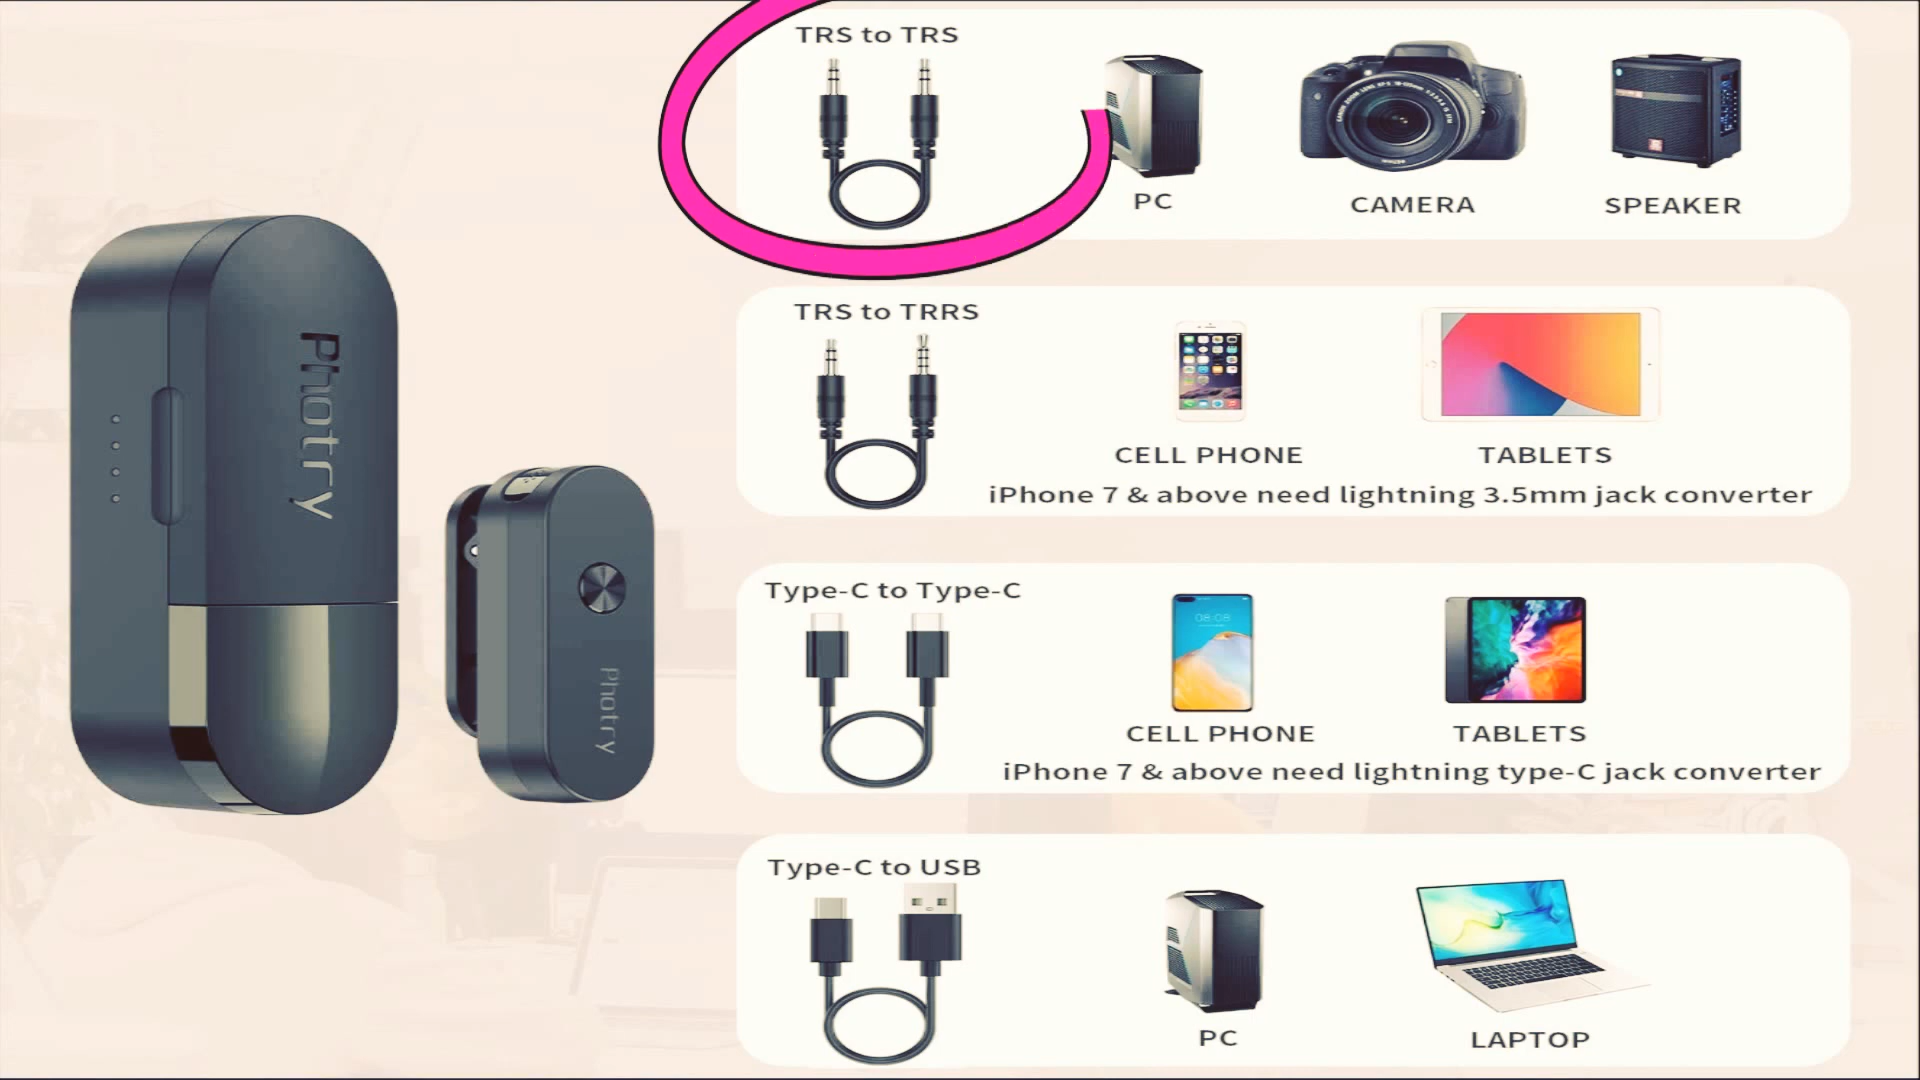 TRS to TRS
PC
CAMERA
SPEAKER
Photry
TRS to TRRS
CELL PHONE
TABLETS
iPhone 7 & above need lightning 3.5mm jack converter
Photry
Type-C to Type-C
08:08
CELL PHONE
TABLETS
iPhone 7 & above need lightning type-C jack converter
Type-C to USB
PC
LAPTOP